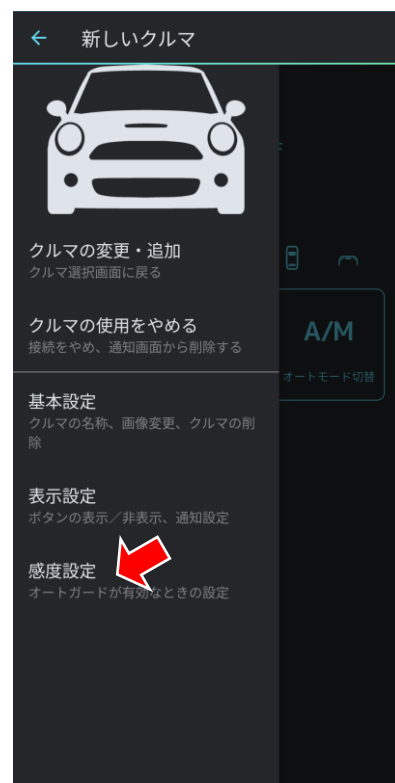 新しいクルマ
クルマの変更・追加
クルマ選択画面に戻る
クルマの使用をやめる
接続をやめ、通知画面から削除する
A/M
オートモード切替
基本設定
クルマの名称、画像変更、クルマの削
除
表示設定
ボタンの表示／非表示、通知設定
感度設定
オートガードが有効なときの設定